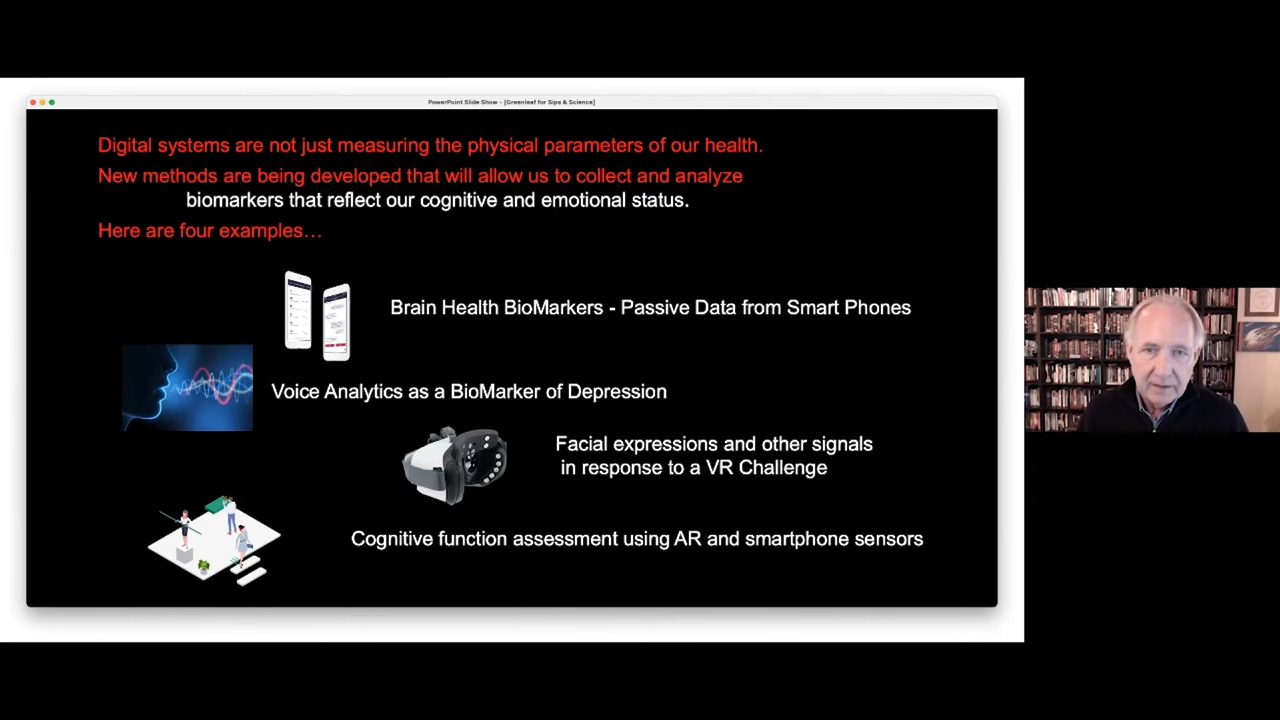 PowerPoint Slide Show - [Greenleaf for Sips & Science]
Digital systems are not just measuring the physical parameters of our health.
New methods are being developed that will allow us to collect and analyze
biomarkers that reflect our cognitive and emotional status.
Here are four examples…
Brain Health BioMarkers - Passive Data from Smart Phones
Voice Analytics as a BioMarker of Depression
Facial expressions and other signals
in response to a VR Challenge
Cognitive function assessment using AR and smartphone sensors